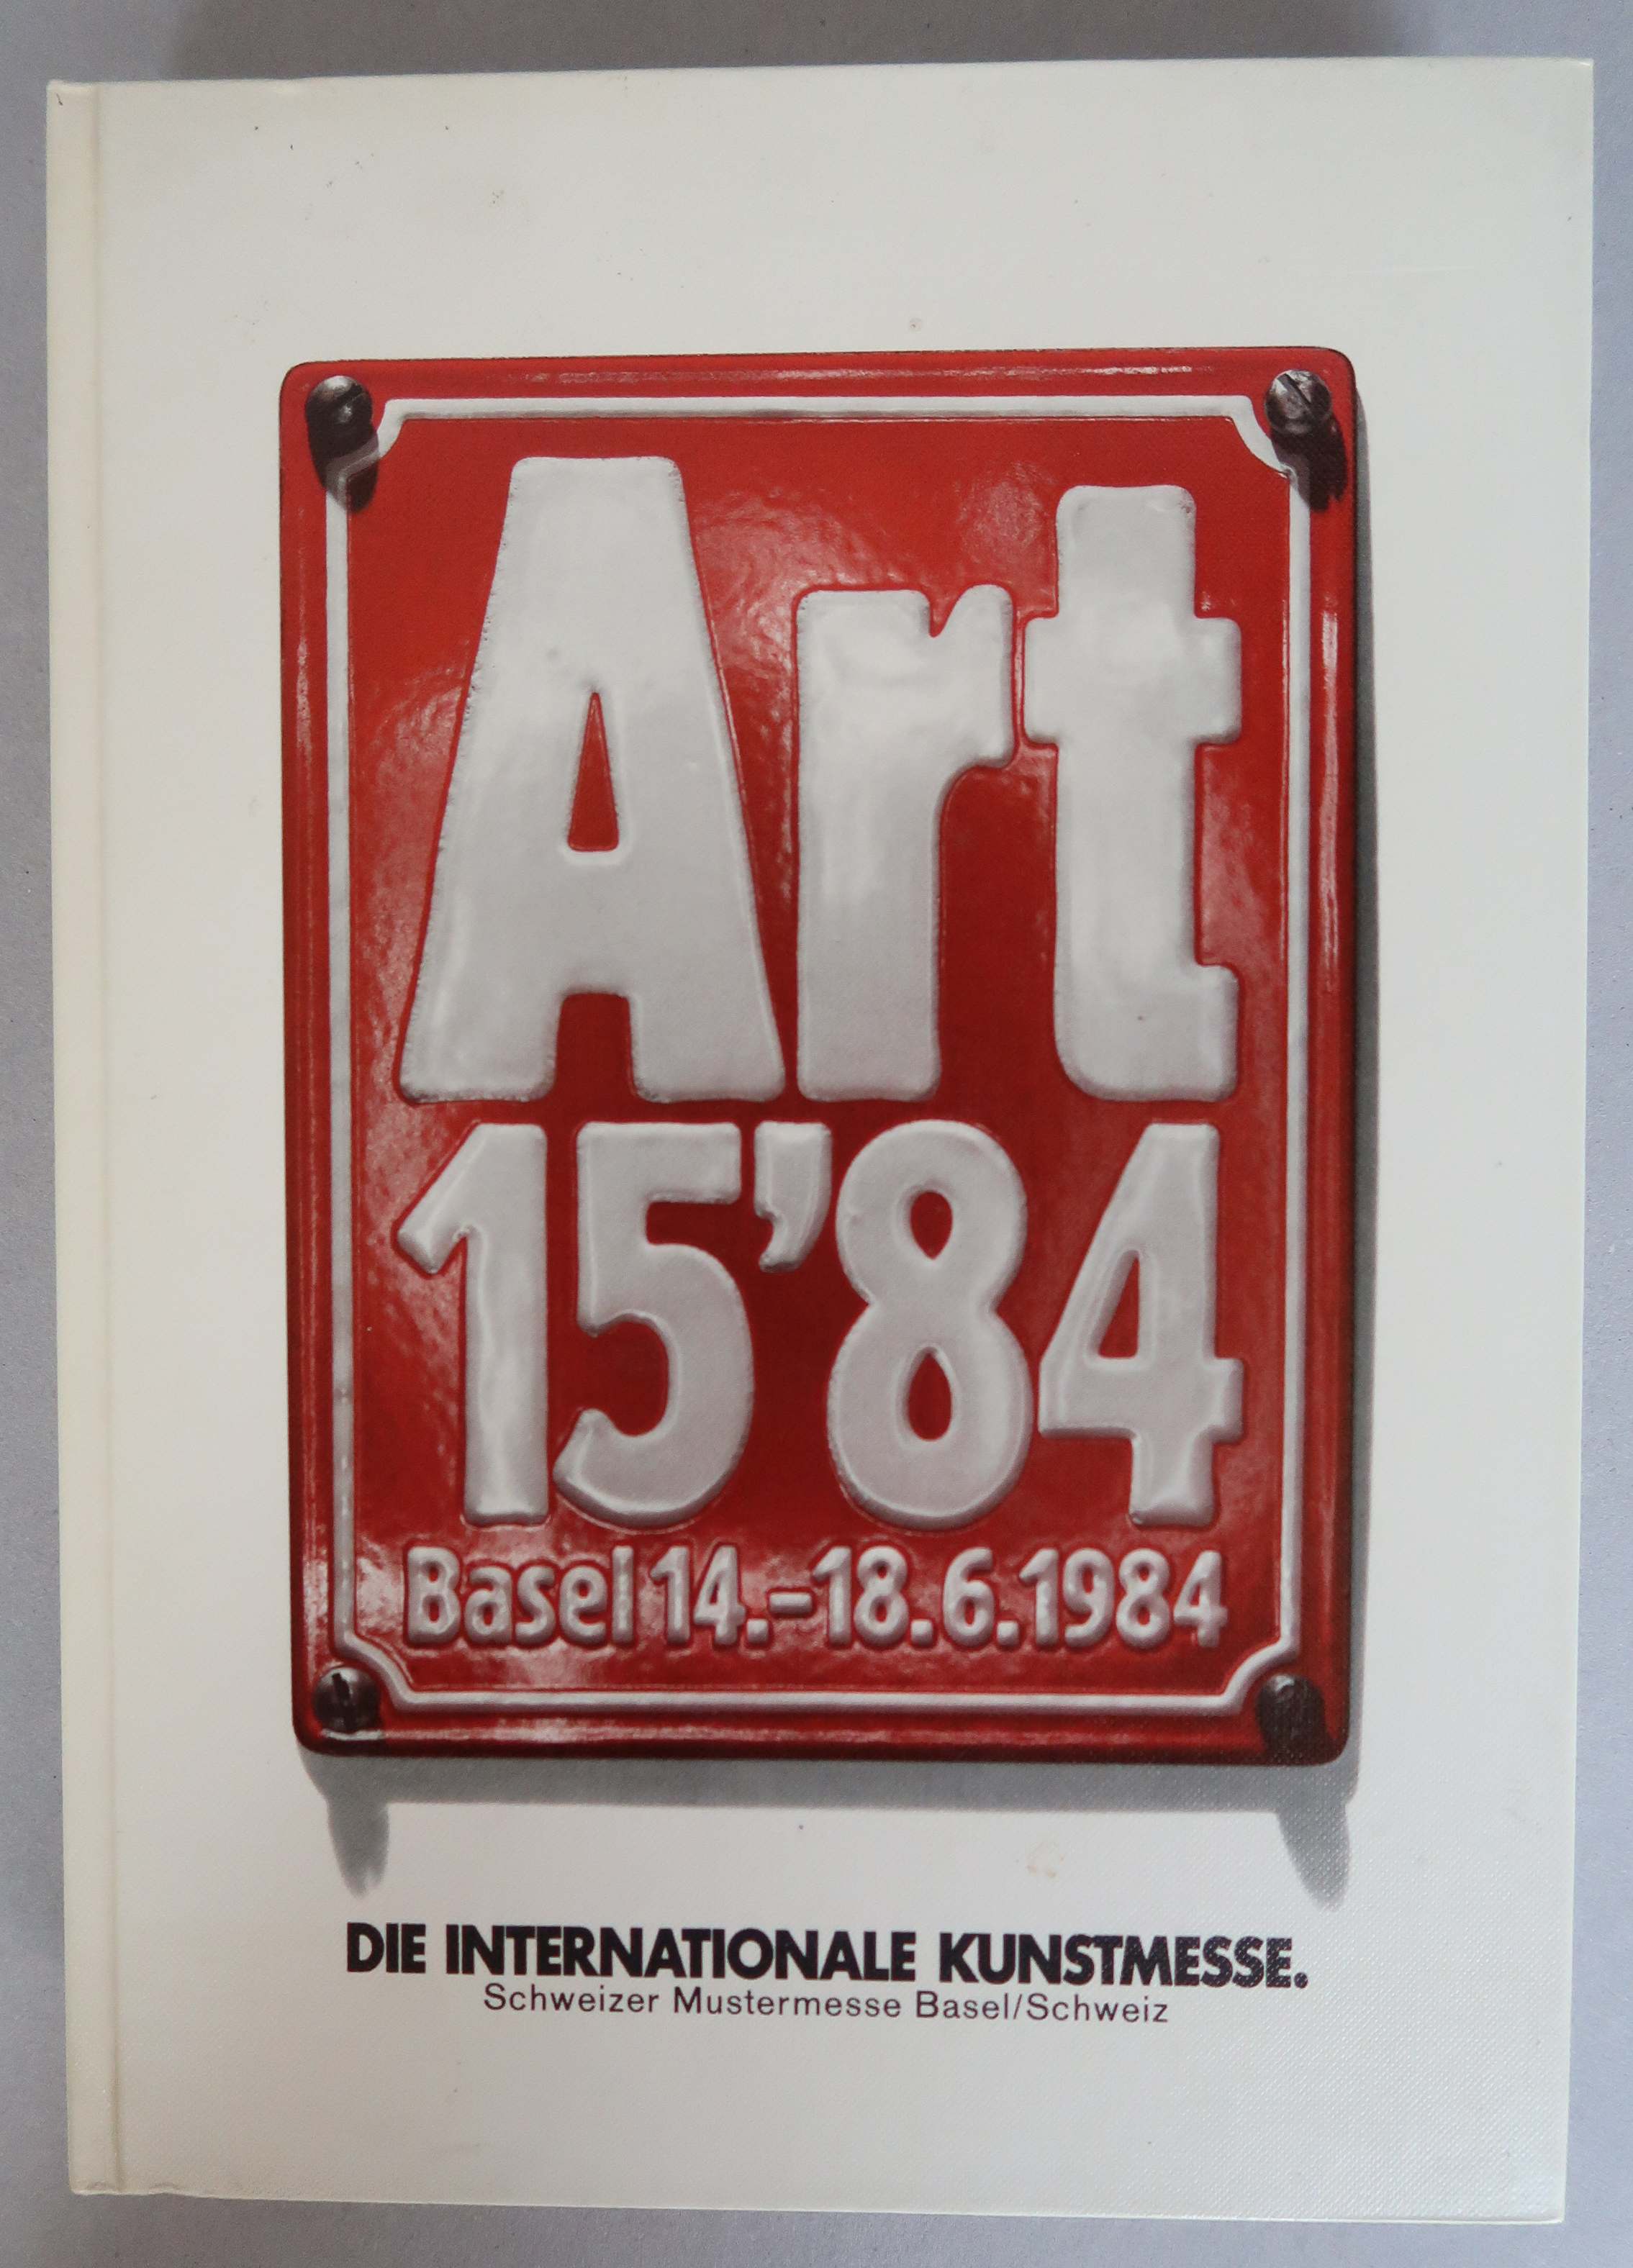 Art
15'84
Basel 14.-18.6.1984
DIE INTERNATIONALE KUNSTMESSE.
Schweizer Mustermesse Basel/Schweiz